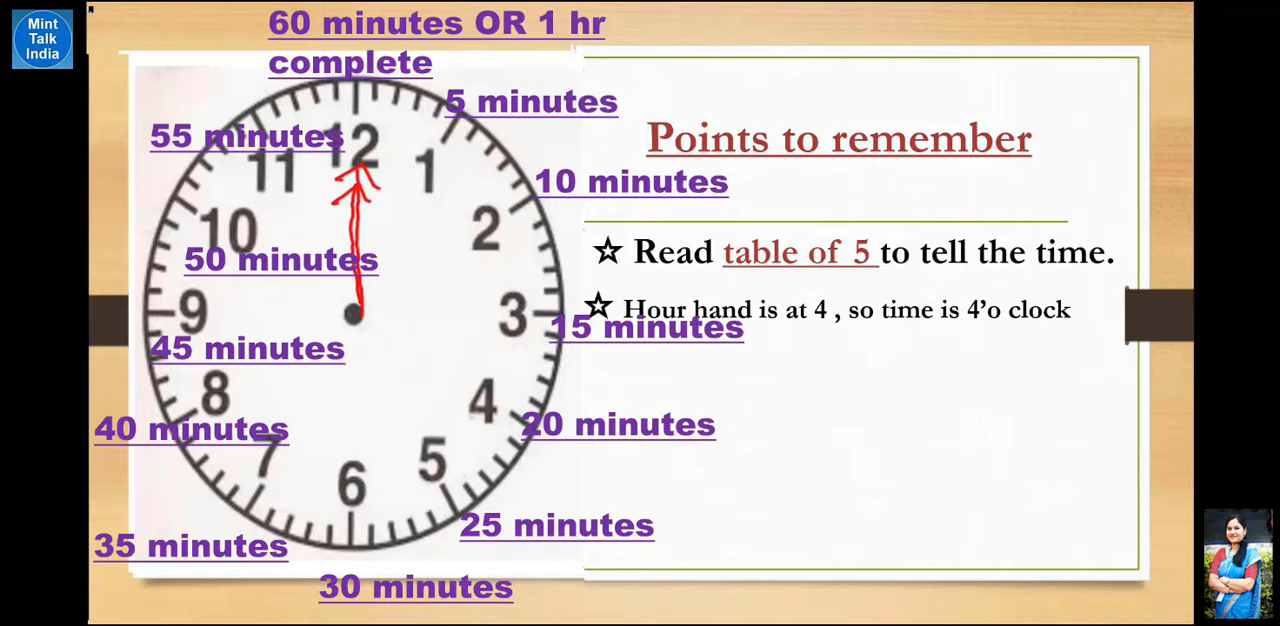 Mint
Talk
India
60 minutes OR 1 hr
complete
5 minutes
55 minutes
12
11
1
Points to remember
10 minutes
10
2
50 minutes
☆ Read table of 5 to tell the time.
9
3
☆ Hour hand is at 4 , so time is 4’o clock
15 minutes
45 minutes
8
4
40 minutes
20 minutes
7
5
6
25 minutes
35 minutes
30 minutes